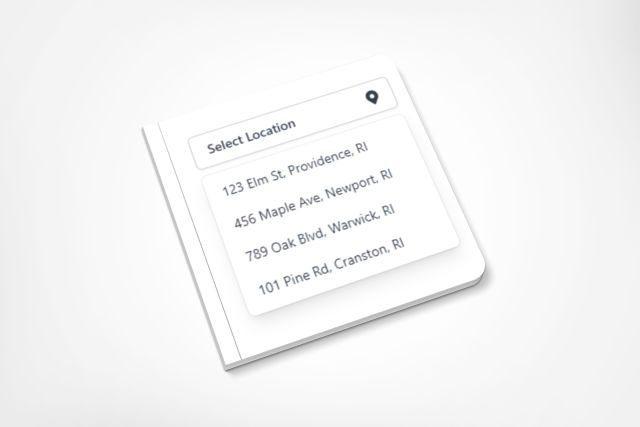 Select Location
123 Elm St, Providence, RI
456 Maple Ave, Newport, RI
789 Oak Blvd, Warwick, RI
101 Pine Rd, Cranston, RI